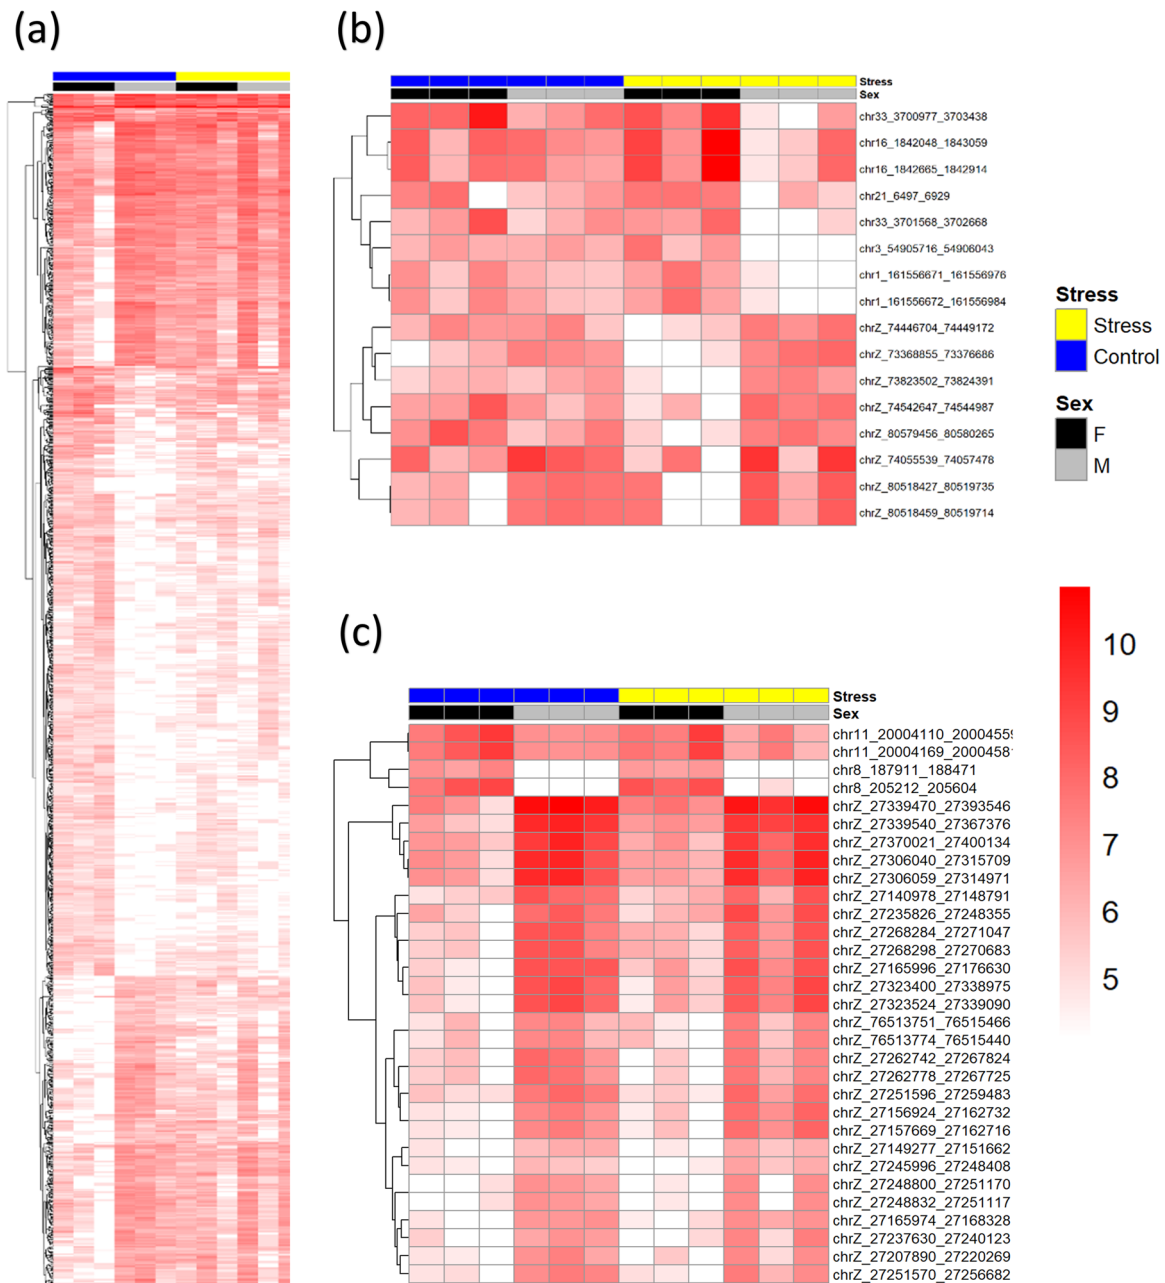 (a)
(b)
Stress
Sex
chr33_3700977_3703438
chr16_1842048_1843059
chr16_1842665_1842914
chr21_6497_6929
chr33_3701568_3702668
chr3_54905716_54906043
chr1_161556671_161556976
chr1_161556672_161556984
chrZ_74446704_74449172
chrZ_73368855_73376686
chrZ_73823502_73824391
chrZ_74542647_74544987
chrZ_80579456_80580265
chrZ_74055539_74057478
chrZ_80518427_80519735
chrZ_80518459_80519714
Stress
Stress
Control
Sex
F
M
10
9
8
7
6
5
(c)
Stress
Sex
chr11_20004110_2000455
chr11_20004169_2000458
chr8_187911_188471
chr8_205212_205604
chrZ_27339470_27393546
chrZ_27339540_27367376
chrZ_27370021_27400134
chrZ_27306040_27315709
chrZ_27306059_27314971
chrZ_27140978_27148791
chrZ_27235826_27248355
chrZ_27268284_27271047
chrZ_27268298_27270683
chrZ_27165996_27176630
chrZ_27323400_27338975
chrZ_27323524_27339090
chrZ_76513751_76515466
chrZ_76513774_76515440
chrZ_27262742_27267824
chrZ_27262778_27267725
chrZ_27251596_27259483
chrZ_27156924_27162732
chrZ_27157669_27162716
chrZ_27149277_27151662
chrZ_27245996_27248408
chrZ_27248800_27251170
chrZ_27248832_27251117
chrZ_27165974_27168328
chrZ_27237630_27240123
chrZ_27207890_27220269
chrZ_27251570_27256682